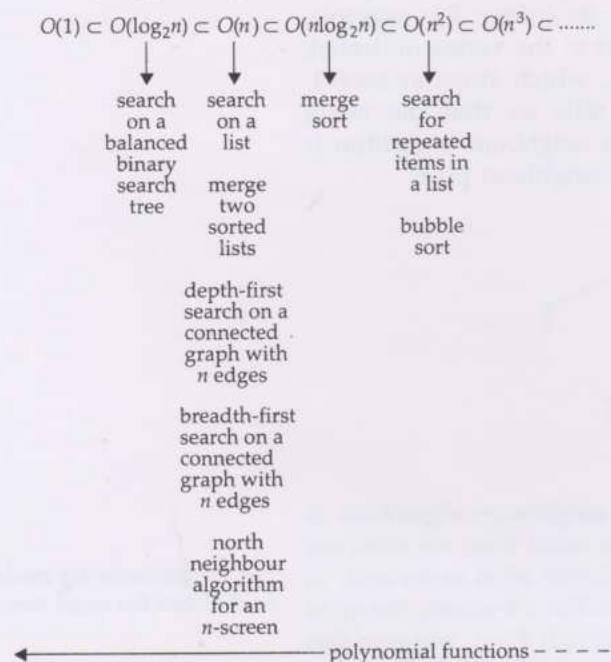 O(1) ⊂ O(log₂n) ⊂ O(n) ⊂ O(nlog₂n) ⊂ O(n²) ⊂ O(n³) ⊂ .......
search
on a
balanced
binary
search
tree
search
on a
list
merge
two
sorted
lists
depth-first
search on a
connected
graph with
n edges
breadth-first
search on a
connected
graph with
n edges
north
neighbour
algorithm
for an
n-screen
merge
sort
search
for
repeated
items in
a list
bubble
sort
polynomial functions